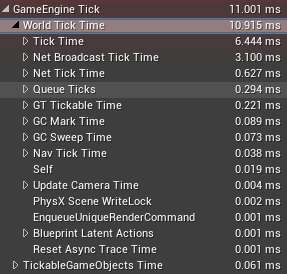 GameEngine Tick 11.001 ms
World Tick Time 10.915 ms
Tick Time 6.444 ms
Net Broadcast Tick Time 3.100 ms
Net Tick Time 0.627 ms
Queue Ticks 0.294 ms
GT Tickable Time 0.221 ms
GC Mark Time 0.089 ms
GC Sweep Time 0.073 ms
Nav Tick Time 0.038 ms
Self 0.019 ms
Update Camera Time 0.004 ms
PhysX Scene WriteLock 0.002 ms
EnqueueUniqueRenderCommand 0.001 ms
Blueprint Latent Actions 0.001 ms
Reset Async Trace Time 0.001 ms
TickableGameObjects Time 0.061 ms